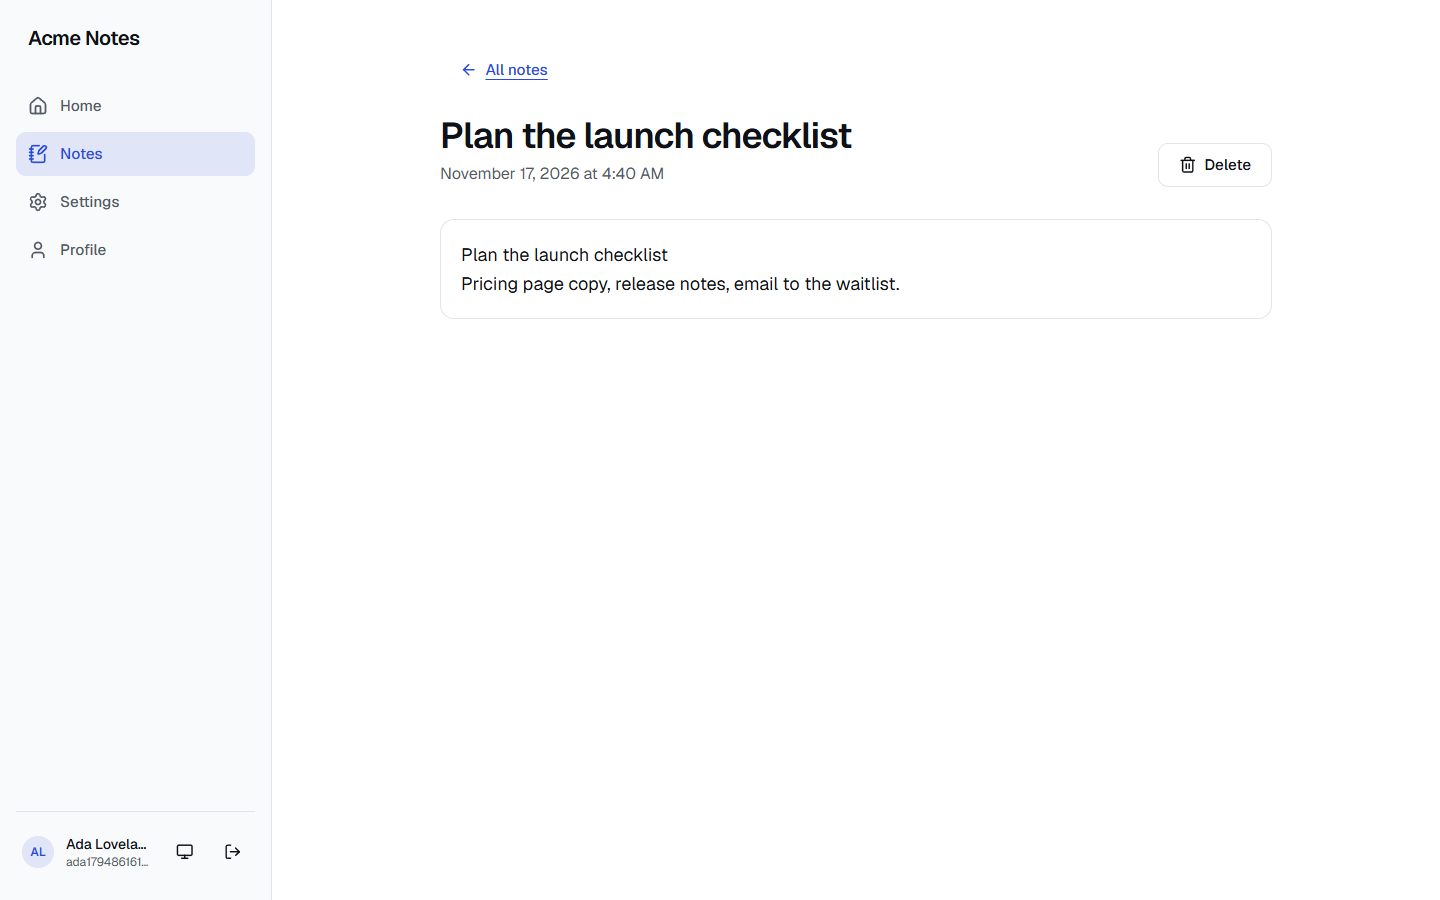 Acme Notes
Home
Notes
Settings
Profile
All notes
Plan the launch checklist
November 17, 2026 at 4:40 AM
Delete
Plan the launch checklist
Pricing page copy, release notes, email to the waitlist.
AL
Ada Lovela...
ada179486161...